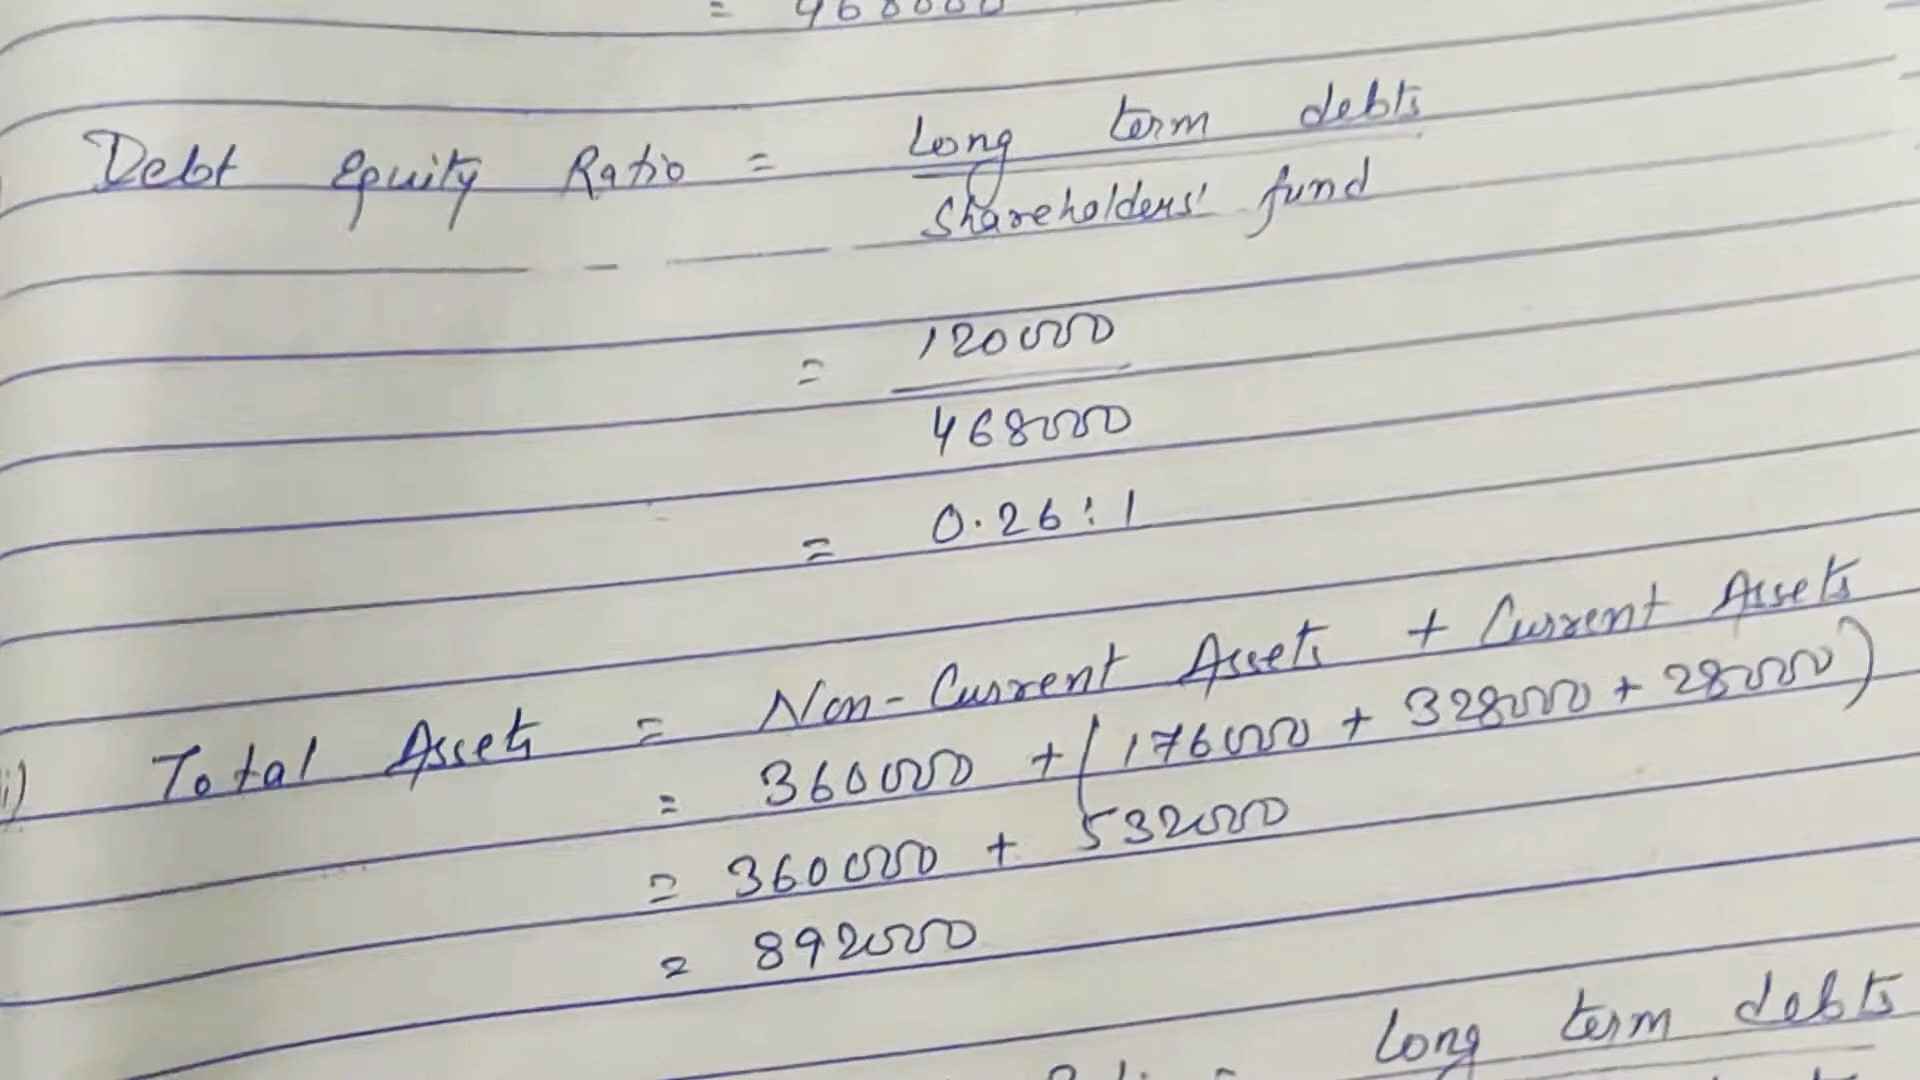 = 468000
Debt Equity Ratio = Long term debts
Shareholders' fund
= 120000
468000
= 0.26 : 1
ii) Total Assets = Non-Current Assets + Current Assets
= 360000 + (176000 + 328000 + 28000)
= 360000 + 532000
= 892000
Long term debts